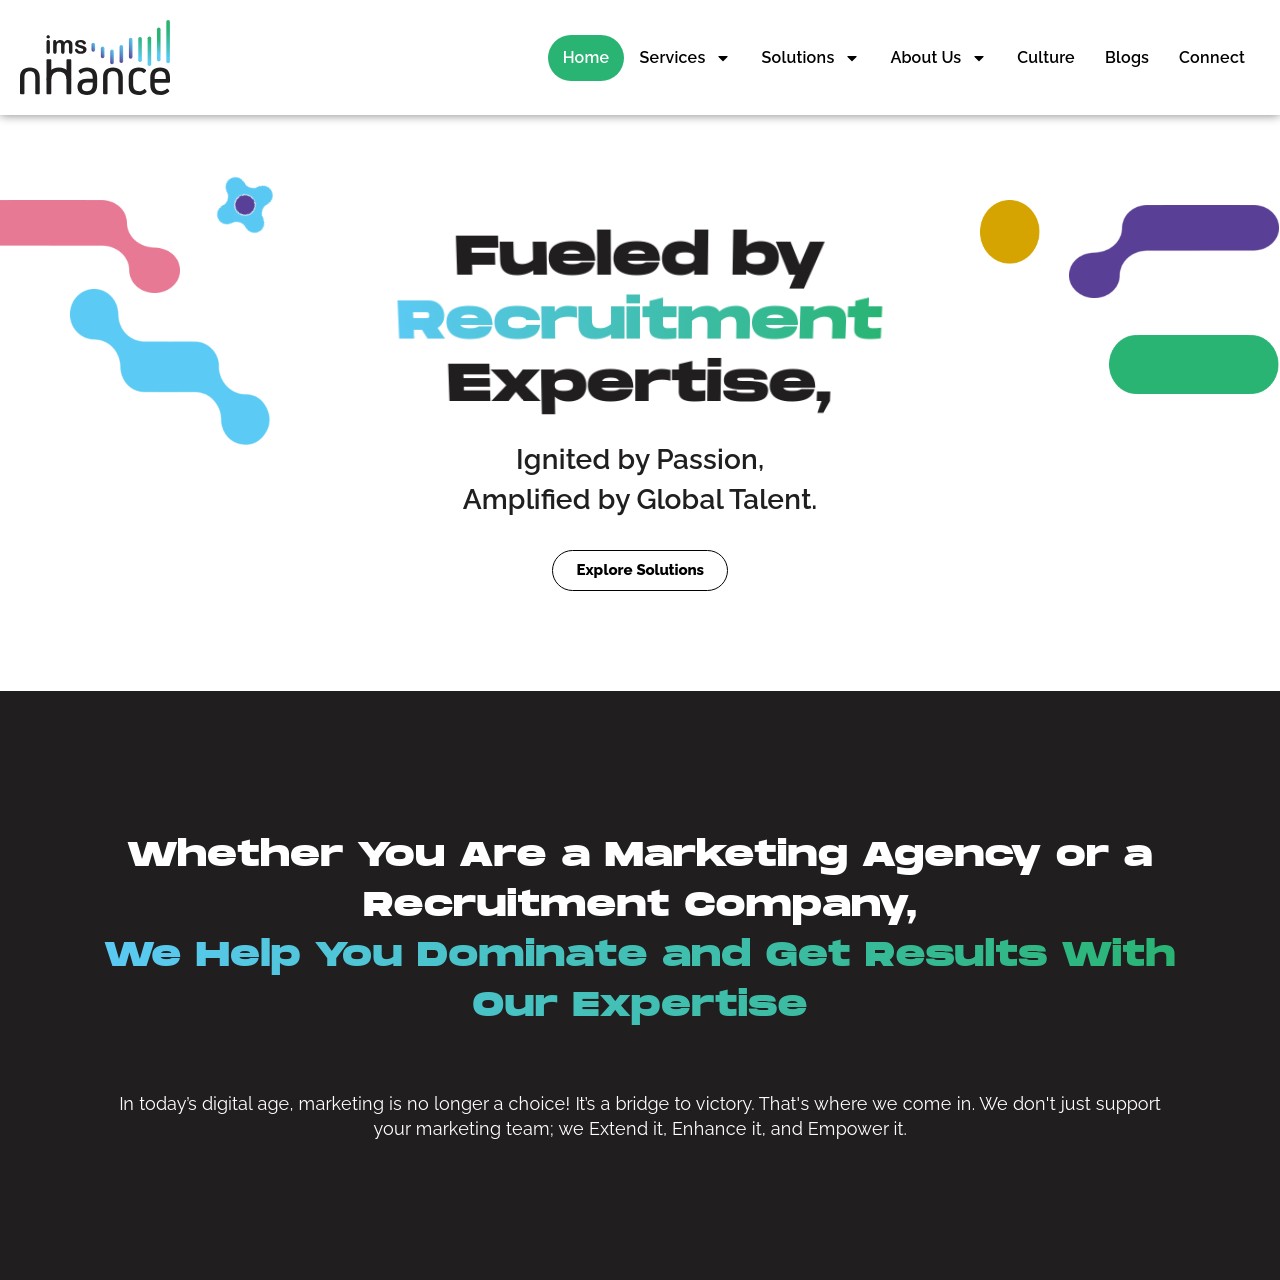 ims
nHance
Home Services Solutions About Us Culture Blogs Connect
Fueled by
Recruitment
Expertise,
Ignited by Passion,
Amplified by Global Talent.
Explore Solutions
Whether You Are a Marketing Agency or a
Recruitment Company,
We Help You Dominate and Get Results With
Our Expertise
In today’s digital age, marketing is no longer a choice! It’s a bridge to victory. That's where we come in. We don't just support
your marketing team; we Extend it, Enhance it, and Empower it.